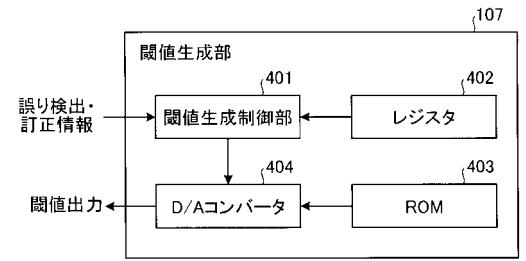 107
閾値生成部
401
402
誤り検出・
訂正情報
閾値生成制御部
レジスタ
404
403
閾値出力
D/Aコンバータ
ROM